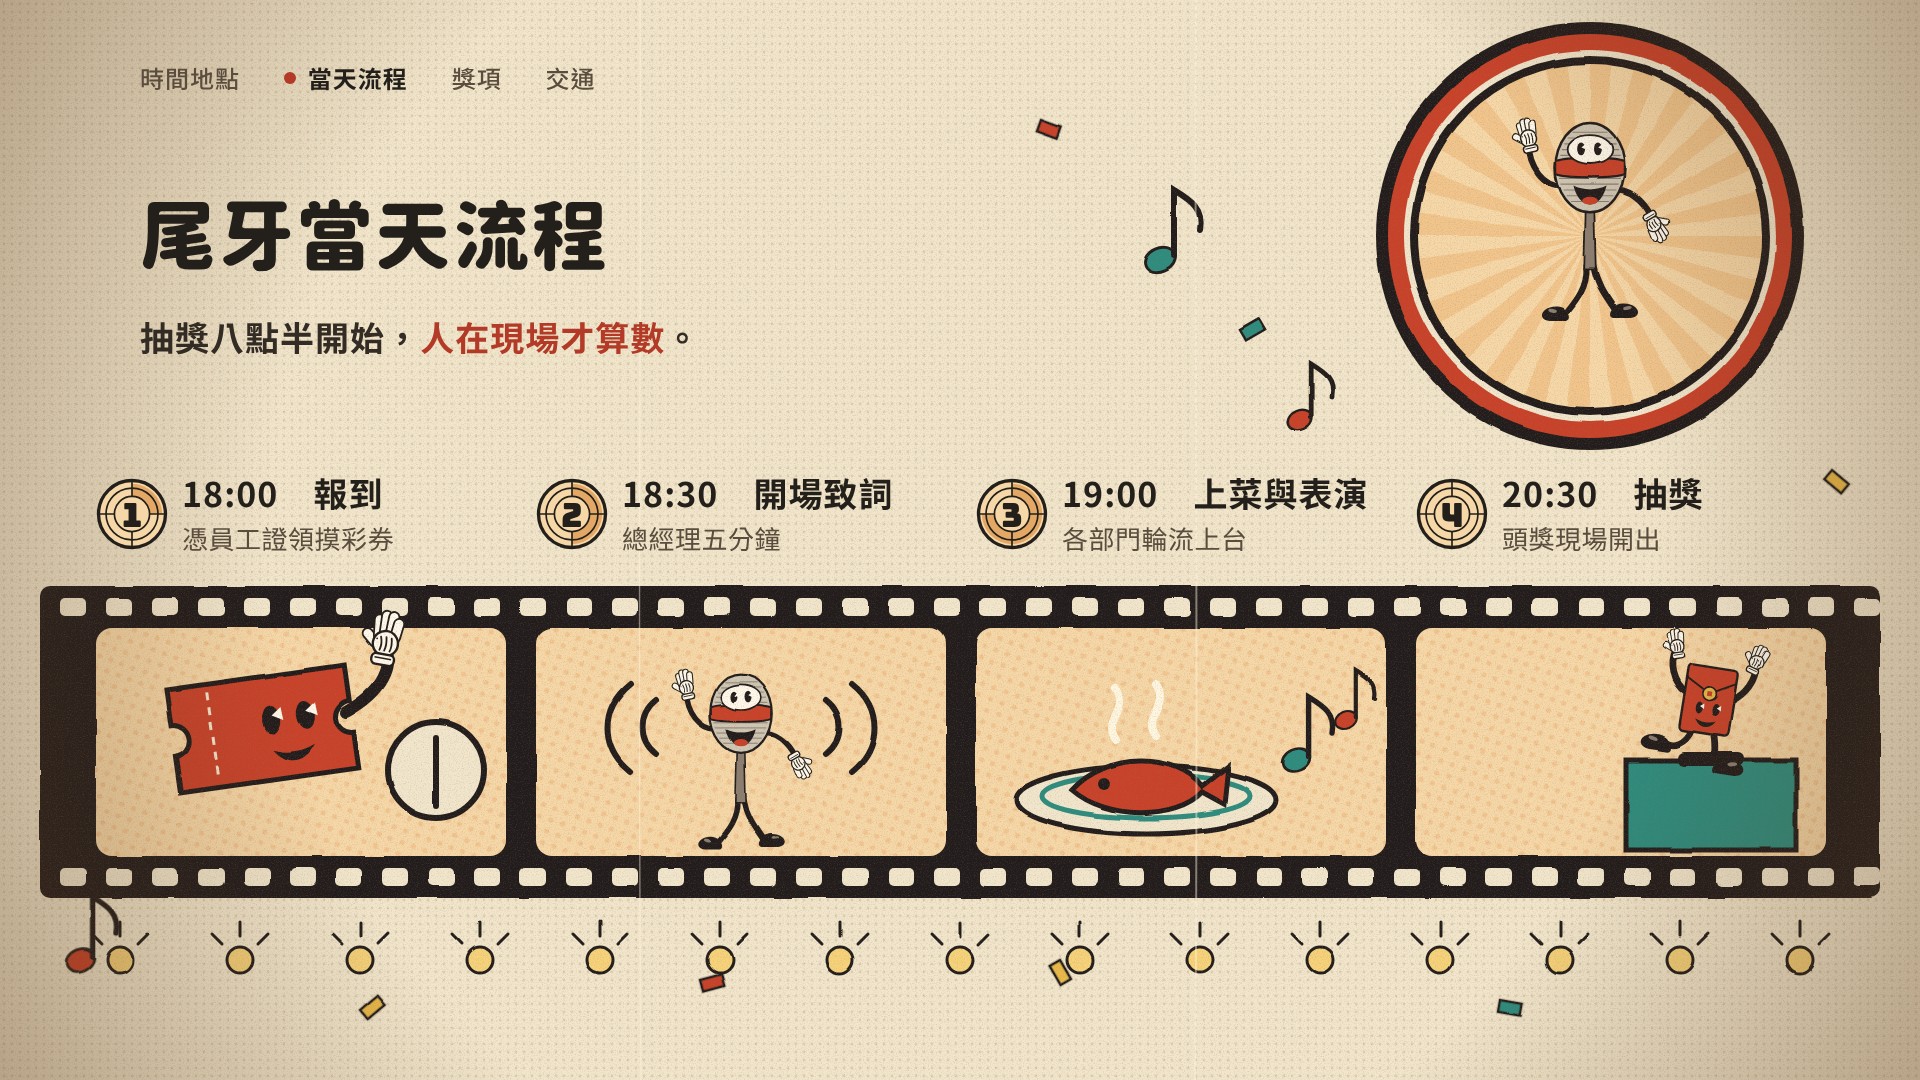 時間地點 當天流程 獎項 交通
尾牙當天流程
抽獎八點半開始，人在現場才算數。
1 18:00 報到
憑員工證領摸彩券
2 18:30 開場致詞
總經理五分鐘
3 19:00 上菜與表演
各部門輪流上台
4 20:30 抽獎
頭獎現場開出